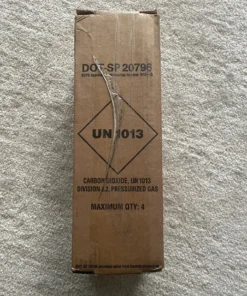 DOT-SP 20796
UN 1013
CARBON DIOXIDE, UN 1013
DIVISION 2.2, PRESSURIZED GAS
MAXIMUM QTY: 4